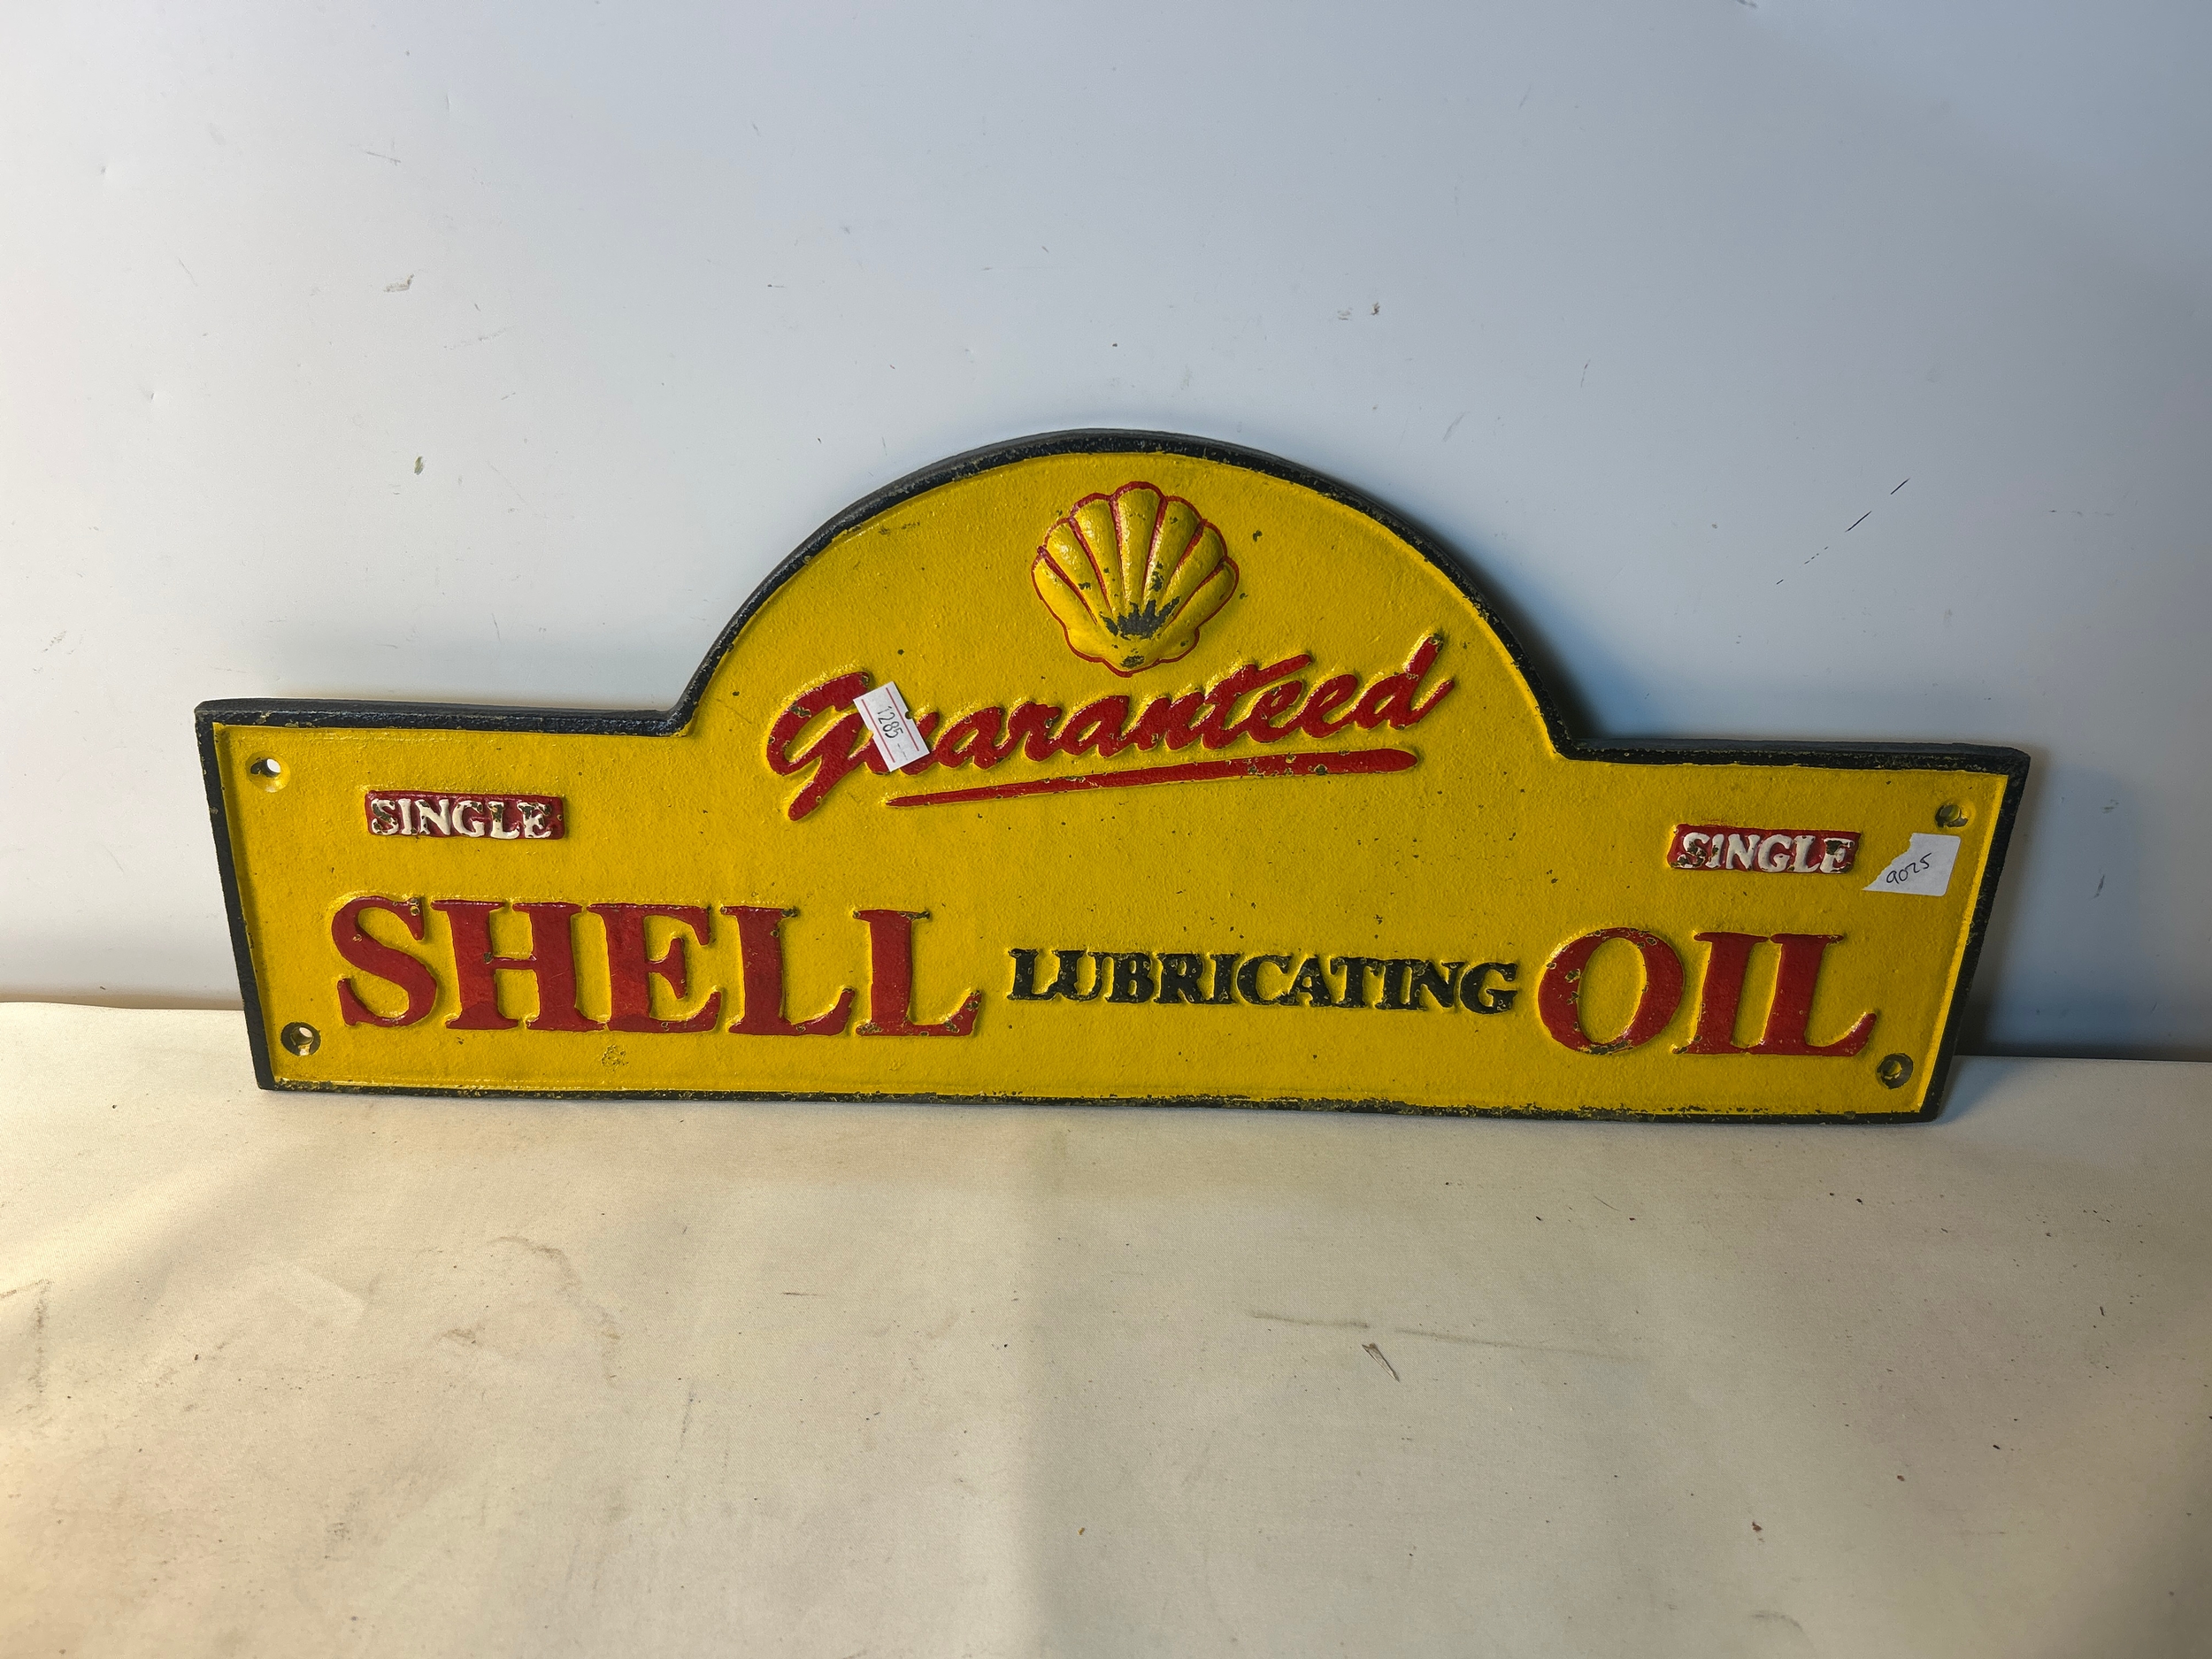 Guaranteed
1285
SINGLE SINGLE
9025
SHELL LUBRICATING OIL